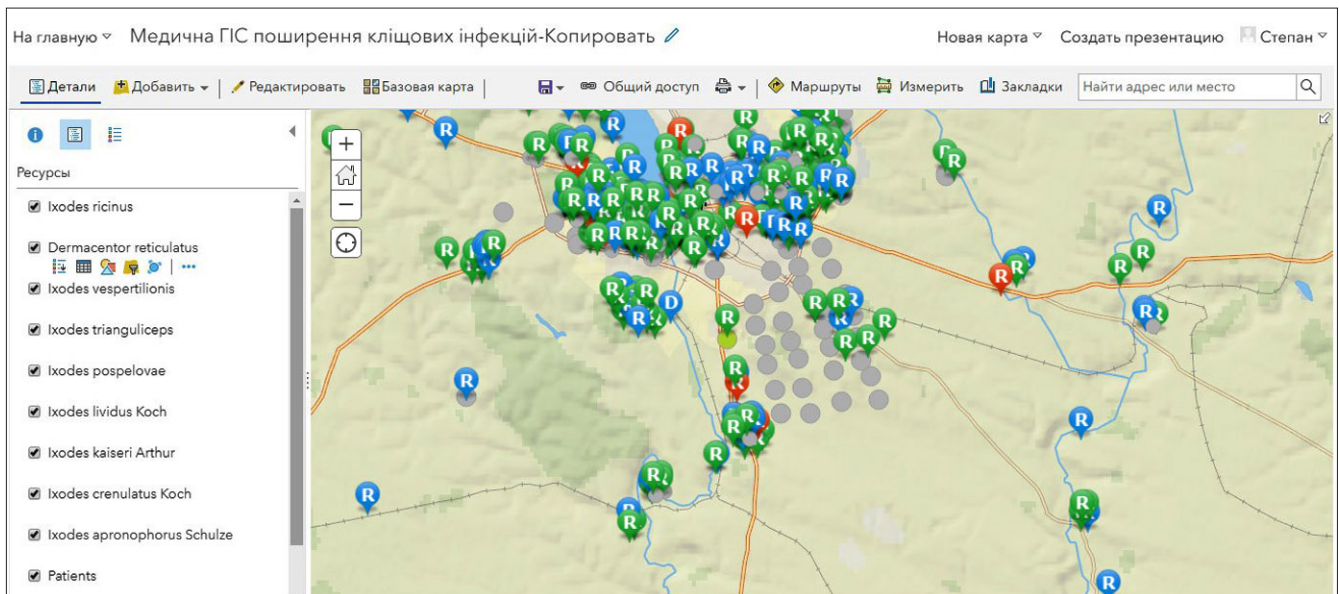 На главную Медична ГІС поширення кліщових інфекцій-Копировать Новая карта Создать презентацию Степан
Детали Добавить Редактировать Базовая карта Общий доступ Маршруты Измерить Закладки Найти адрес или место
Ресурсы
Ixodes ricinus
Dermacentor reticulatus
Ixodes vespertilionis
Ixodes trianguliceps
Ixodes pospelovae
Ixodes lividus Koch
Ixodes kaiseri Arthur
Ixodes crenulatus Koch
Ixodes apronophorus Schulze
Patients